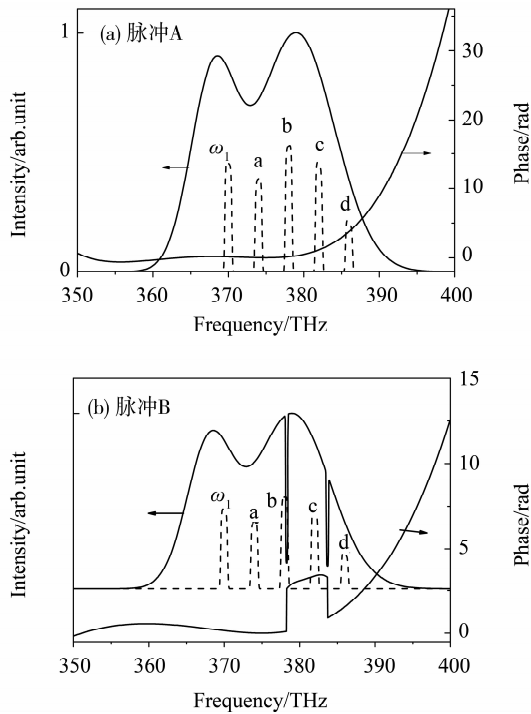 (a) 脉冲A
1
0
Intensity/arb.unit
ω1
a
b
c
d
30
20
10
0
Phase/rad
350 360 370 380 390 400
Frequency/THz
(b) 脉冲B
Intensity/arb.unit
ω1
a
b
c
d
15
10
5
0
Phase/rad
350 360 370 380 390 400
Frequency/THz